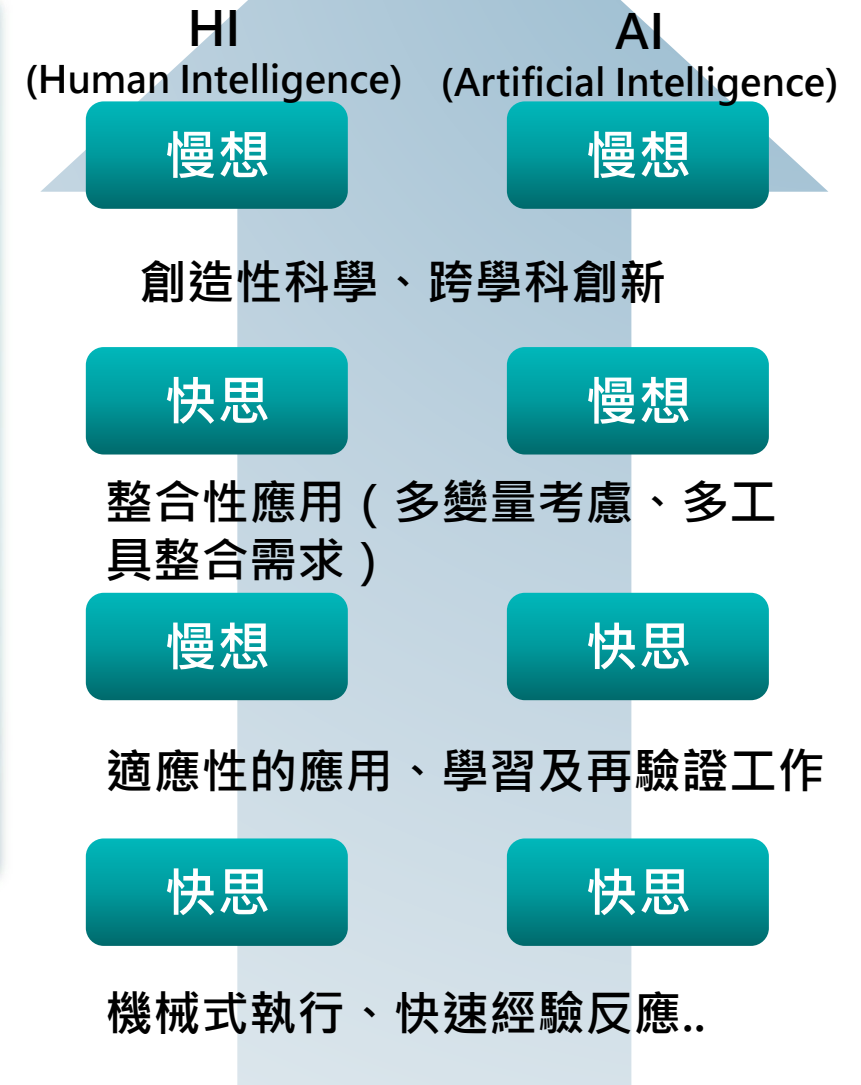 HI
(Human Intelligence)
AI
(Artificial Intelligence)
慢想
慢想
創造性科學、跨學科創新
快思
慢想
整合性應用（多變量考慮、多工
具整合需求）
慢想
快思
適應性的應用、學習及再驗證工作
快思
快思
機械式執行、快速經驗反應..